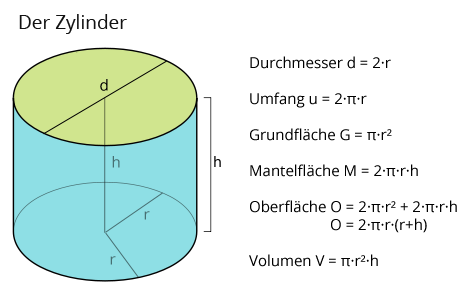 Der Zylinder
d
h
h
r
r
Durchmesser d = 2·r
Umfang u = 2·π·r
Grundfläche G = π·r²
Mantelfläche M = 2·π·r·h
Oberfläche O = 2·π·r² + 2·π·r·h
O = 2·π·r·(r+h)
Volumen V = π·r²·h